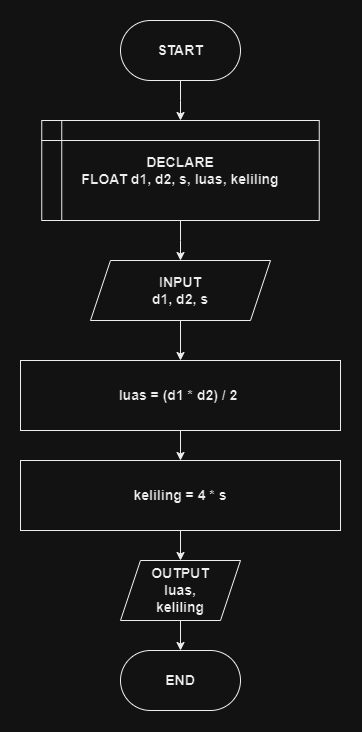 START
DECLARE
FLOAT d1, d2, s, luas, keliling
INPUT
d1, d2, s
luas = (d1 * d2) / 2
keliling = 4 * s
OUTPUT
luas,
keliling
END